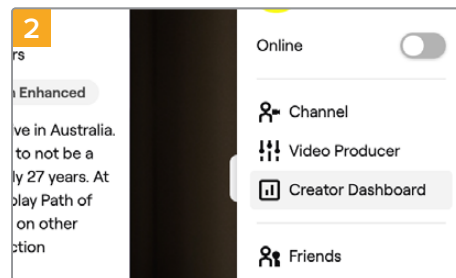 2
rs
Enhanced
ve in Australia.
to not be a
ly 27 years. At
play Path of
on other
ction
Online
Channel
Video Producer
Creator Dashboard
Friends